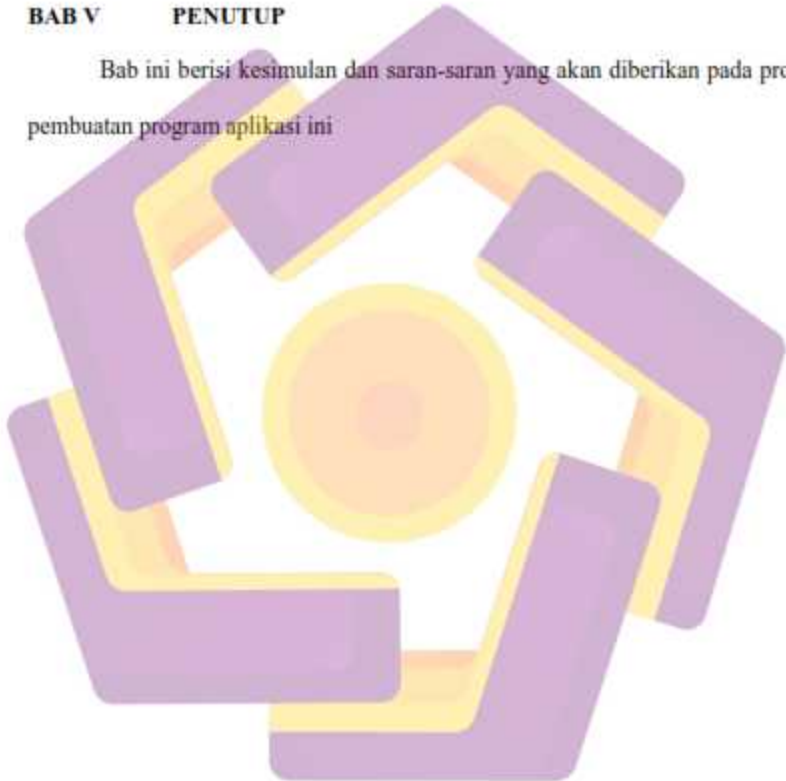 BAB V PENUTUP
Bab ini berisi kesimulan dan saran-saran yang akan diberikan pada
pembuatan program aplikasi ini